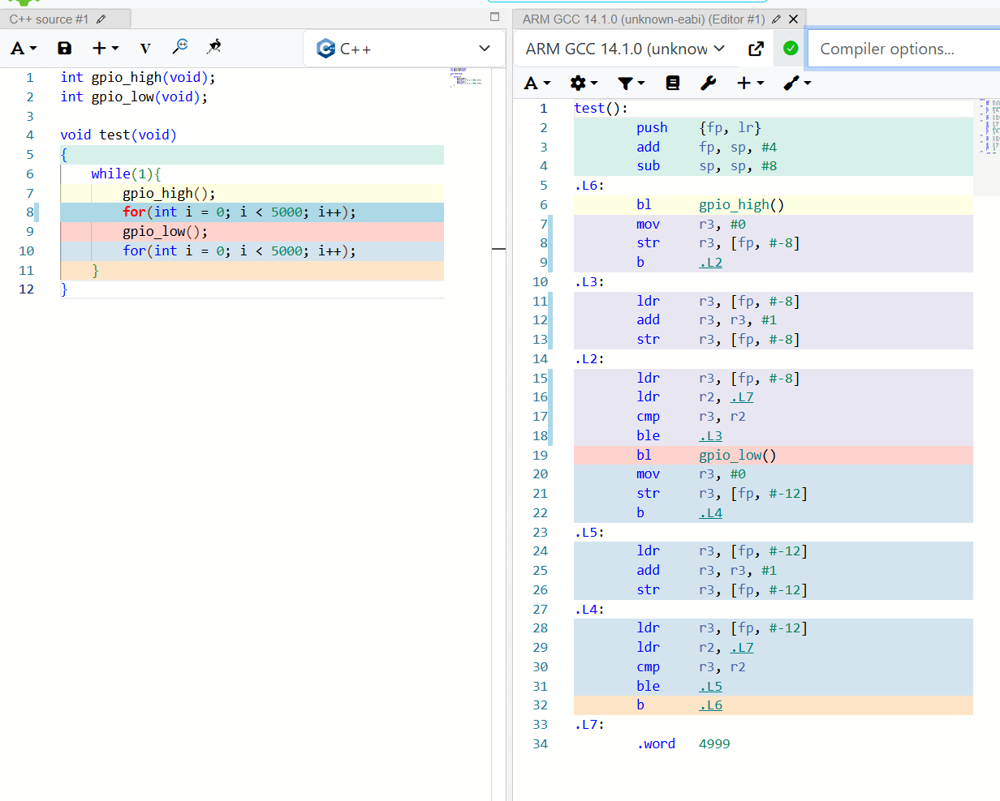 C++ source #1
A
+
v
C++
1 int gpio_high(void);
2 int gpio_low(void);
3
4 void test(void)
5 {
6 while(1){
7 gpio_high();
8 for(int i = 0; i < 5000; i++);
9 gpio_low();
10 for(int i = 0; i < 5000; i++);
11 }
12 }
ARM GCC 14.1.0 (unknown-eabi) (Editor #1)
ARM GCC 14.1.0 (unknow
Compiler options...
A
+
1 test():
2 push {fp, lr}
3 add fp, sp, #4
4 sub sp, sp, #8
5 .L6:
6 bl gpio_high()
7 mov r3, #0
8 str r3, [fp, #-8]
9 b .L2
10 .L3:
11 ldr r3, [fp, #-8]
12 add r3, r3, #1
13 str r3, [fp, #-8]
14 .L2:
15 ldr r3, [fp, #-8]
16 ldr r2, .L7
17 cmp r3, r2
18 ble .L3
19 bl gpio_low()
20 mov r3, #0
21 str r3, [fp, #-12]
22 b .L4
23 .L5:
24 ldr r3, [fp, #-12]
25 add r3, r3, #1
26 str r3, [fp, #-12]
27 .L4:
28 ldr r3, [fp, #-12]
29 ldr r2, .L7
30 cmp r3, r2
31 ble .L5
32 b .L6
33 .L7:
34 .word 4999